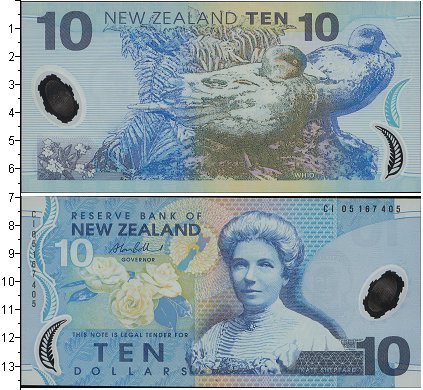 1
2
3
4
5
6
7
8
9
10
11
12
13
10 NEW ZEALAND TEN 10
WHIO
RESERVE BANK OF
NEW ZEALAND
CI 05167405
CI 05167405
10
GOVERNOR
THIS NOTE IS LEGAL TENDER FOR
TEN
DOLLARS
KATE SHEPPARD
10